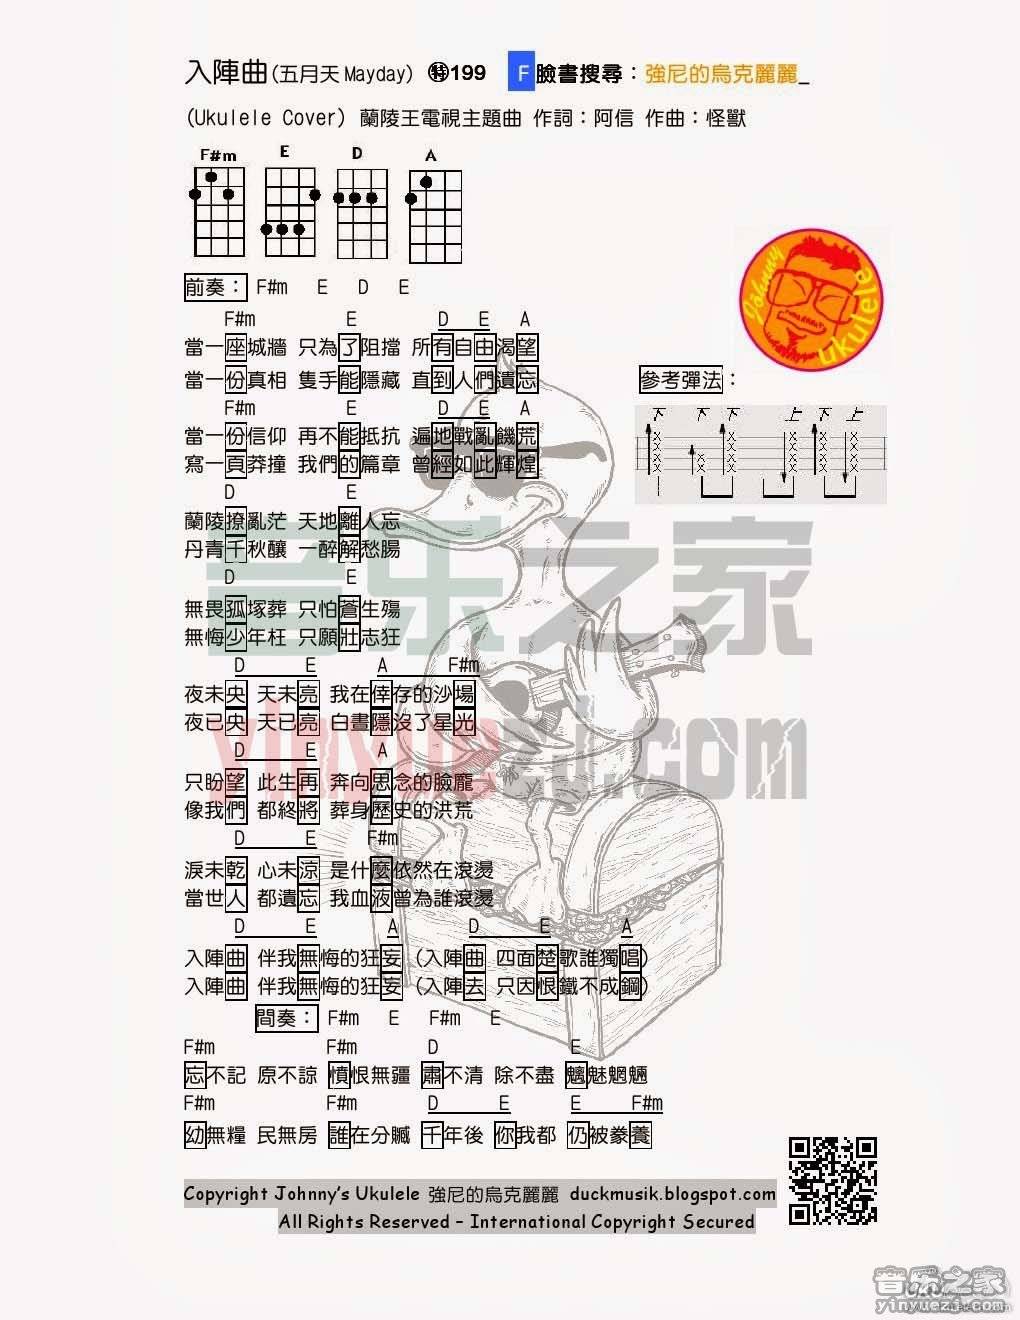 入陣曲(五月天 Mayday) ㊕199 F 臉書搜尋：強尼的烏克麗麗_
(Ukulele Cover) 蘭陵王電視主題曲 作詞：阿信 作曲：怪獸
F#m E D A
Johnny ukulele
前奏： F#m E D E
F#m E D E A
當一座城牆 只為了阻擋 所有自由渴望
當一份真相 隻手能隱藏 直到人們遺忘
參考彈法：
F#m E D E A
下 下 下 上 下 上
當一份信仰 再不能抵抗 遍地戰亂饑荒
寫一頁莽撞 我們的篇章 曾經如此輝煌
D E
蘭陵撩亂茫 天地離人忘
丹青千秋釀 一醉解愁腸
D E
無畏孤塚葬 只怕蒼生殤
無悔少年枉 只願壯志狂
D E A F#m
夜未央 天未亮 我在倖存的沙場
夜已央 天已亮 白晝隱沒了星光
D E A
只盼望 此生再 奔向思念的臉龐
像我們 都終將 葬身歷史的洪荒
D E F#m
淚未乾 心未涼 是什麼依然在滾燙
當世人 都遺忘 我血液曾為誰滾燙
D E A D E A
入陣曲 伴我無悔的狂妄 (入陣曲 四面楚歌誰獨唱)
入陣曲 伴我無悔的狂妄 (入陣去 只因恨鐵不成鋼)
間奏： F#m E F#m E
F#m F#m D E
忘不記 原不諒 憤恨無疆 肅不清 除不盡 魑魅魍魎
F#m F#m D E E F#m
幼無糧 民無房 誰在分贓 千年後 你我都 仍被豢養
Copyright Johnny's Ukulele 強尼的烏克麗麗 duckmusik.blogspot.com
All Rights Reserved - International Copyright Secured
音乐之家
yinyuezj.com
音乐之家
yinyuezj.com